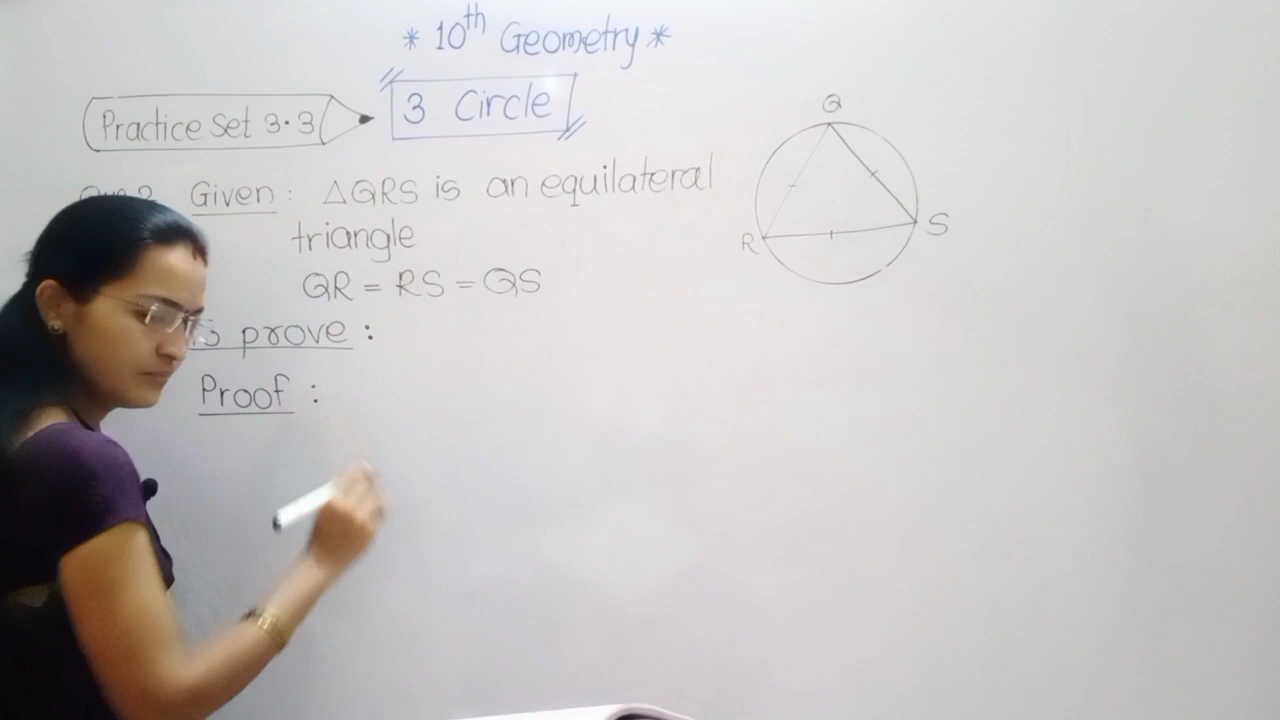 * 10th Geometry *
Practice Set 3.3
3 Circle
Given : △QRS is an equilateral
triangle
QR = RS = QS
prove :
Proof :
Q
R
S